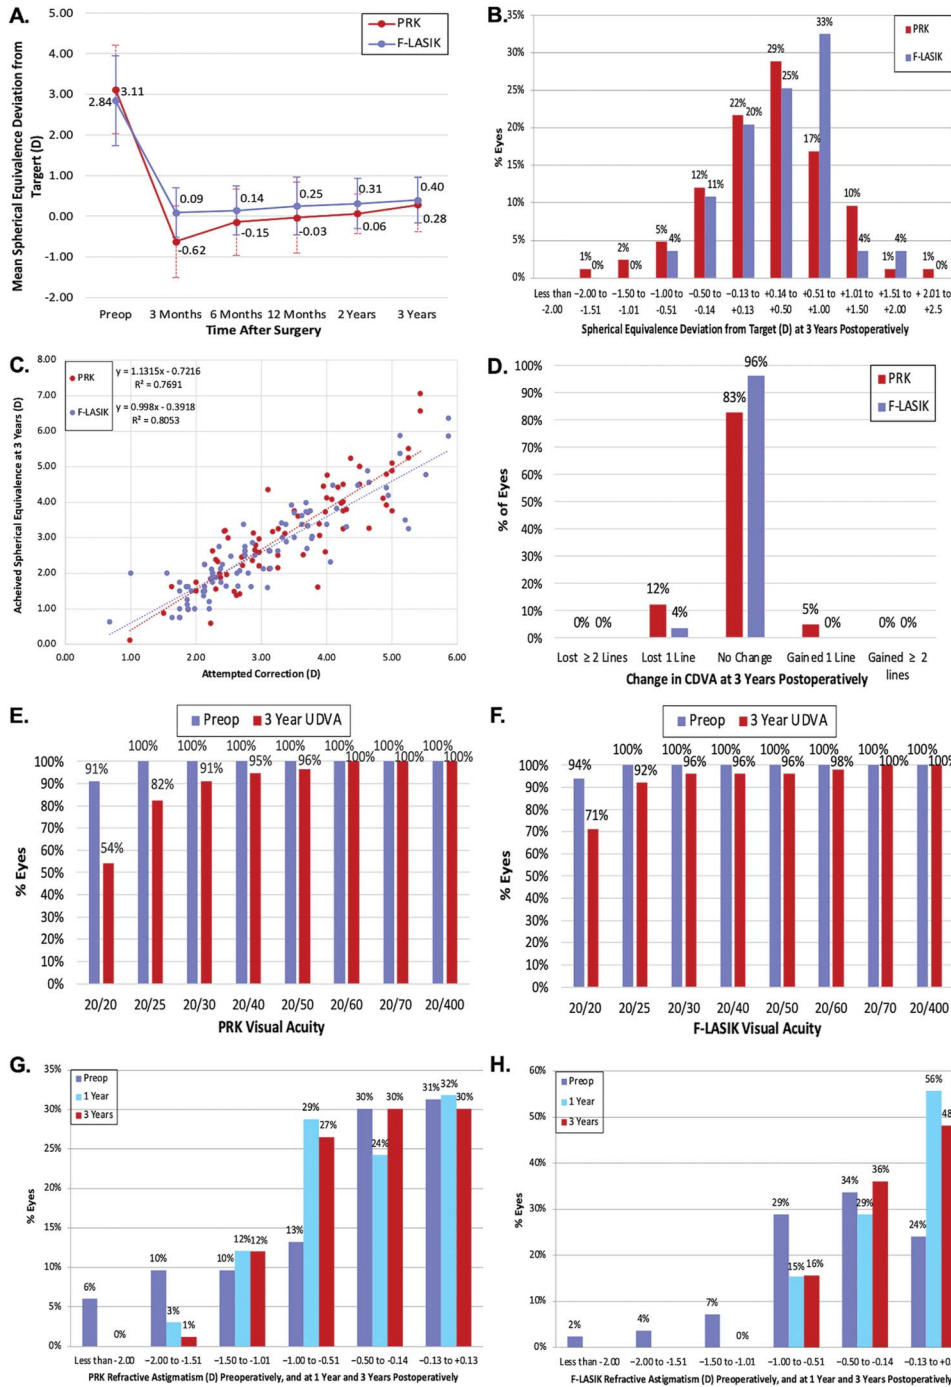 A.
5.00
4.00
3.00
2.00
1.00
0.00
-1.00
-2.00
Mean Spherical Equivalence Deviation from
Targert (D)
PRK
F-LASIK
2.84
3.11
0.09
0.14
0.25
0.31
0.40
-0.62
-0.15
-0.03
0.06
0.28
Preop 3 Months 6 Months 12 Months 2 Years 3 Years
Time After Surgery
B.
35%
30%
25%
20%
15%
10%
5%
0%
% Eyes
PRK
F-LASIK
1% 0% 2% 0% 5% 4% 12% 11% 22% 20% 29% 25% 17% 33% 10% 4% 1% 4% 1% 0%
Less than −2.00 to −1.50 to −1.00 to −0.50 to −0.13 to +0.14 to +0.51 to +1.01 to +1.51 to + 2.01 to
-2.00 -1.51 -1.01 -0.51 -0.14 +0.13 +0.50 +1.00 +1.50 +2.00 +2.5
Spherical Equivalence Deviation from Target (D) at 3 Years Postoperatively
C.
8.00
7.00
6.00
5.00
4.00
3.00
2.00
1.00
0.00
Acheived Spherical Equivalence at 3 Years (D)
PRK
y = 1.1315x - 0.7216
R² = 0.7691
F-LASIK
y = 0.998x - 0.3918
R² = 0.8053
0.00 1.00 2.00 3.00 4.00 5.00 6.00
Attempted Correction (D)
D.
100%
90%
80%
70%
60%
50%
40%
30%
20%
10%
0%
% of Eyes
PRK
F-LASIK
0% 0% 12% 4% 83% 96% 5% 0% 0% 0%
Lost ≥ 2 Lines Lost 1 Line No Change Gained 1 Line Gained ≥ 2
lines
Change in CDVA at 3 Years Postoperatively
E.
Preop 3 Year UDVA
100%
90%
80%
70%
60%
50%
40%
30%
20%
10%
0%
% Eyes
91% 54% 100% 82% 100% 91% 100% 95% 100% 96% 100% 100% 100% 100% 100% 100%
20/20 20/25 20/30 20/40 20/50 20/60 20/70 20/400
PRK Visual Acuity
F.
Preop 3 Year UDVA
100%
90%
80%
70%
60%
50%
40%
30%
20%
10%
0%
% Eyes
94% 71% 100% 92% 100% 96% 100% 96% 100% 96% 100% 98% 100% 100% 100% 100%
20/20 20/25 20/30 20/40 20/50 20/60 20/70 20/400
F-LASIK Visual Acuity
G.
35%
30%
25%
20%
15%
10%
5%
0%
% Eyes
Preop
1 Year
3 Years
6% 0% 10% 3% 1% 10% 12% 12% 13% 29% 27% 30% 24% 30% 31% 32% 30%
Less than -2.00 −2.00 to −1.51 −1.50 to −1.01 −1.00 to −0.51 −0.50 to −0.14 −0.13 to +0.13
PRK Refractive Astigmatism (D) Preoperatively, and at 1 Year and 3 Years Postoperatively
H.
60%
50%
40%
30%
20%
10%
0%
% Eyes
Preop
1 Year
3 Years
2% 4% 7% 0% 29% 15% 16% 34% 29% 36% 24% 56% 48
Less than -2.00 −2.00 to −1.51 −1.50 to −1.01 −1.00 to −0.51 −0.50 to −0.14 −0.13 to +0.
F-LASIK Refractive Astigmatism (D) Preoperatively, and at 1 Year and 3 Years Postoperatively